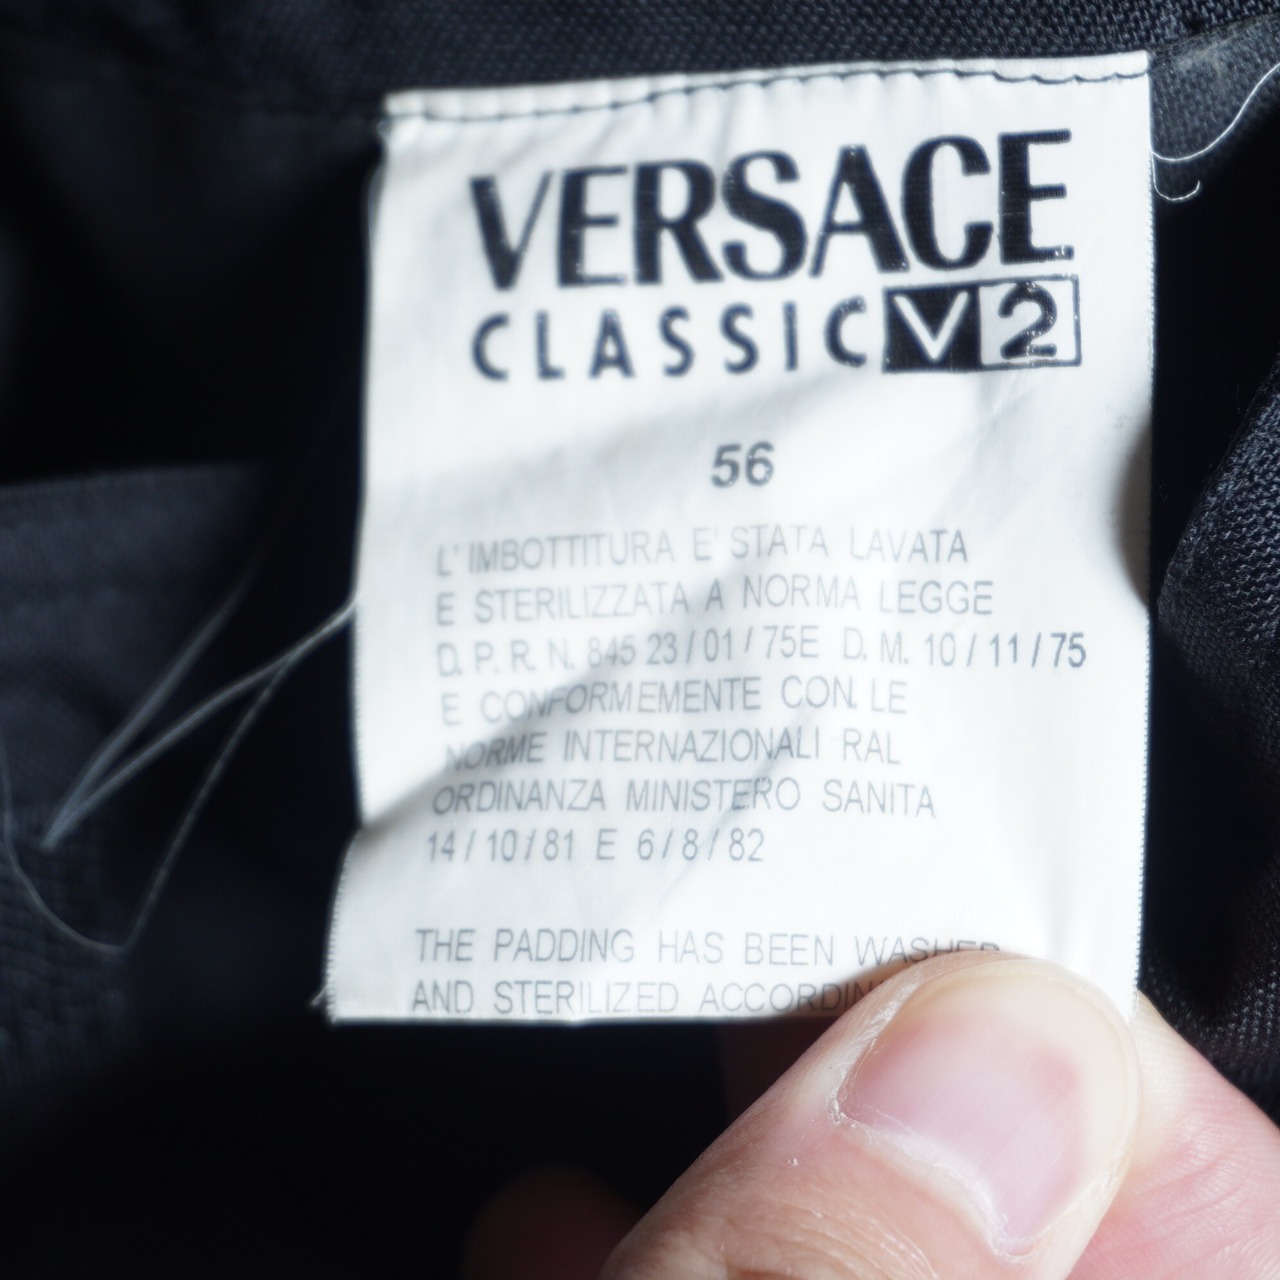 VERSACE
CLASSIC V2
56
L'IMBOTTITURA E' STATA LAVATA
E STERILIZZATA A NORMA LEGGE
D.P.R.N. 845 23/01/75E D.M. 10/11/75
E CONFORMEMENTE CON.LE
NORME INTERNAZIONALI RAL
ORDINANZA MINISTERO SANITA
14/10/81 E 6/8/82
THE PADDING HAS BEEN WASHED
AND STERILIZED ACCORDIN